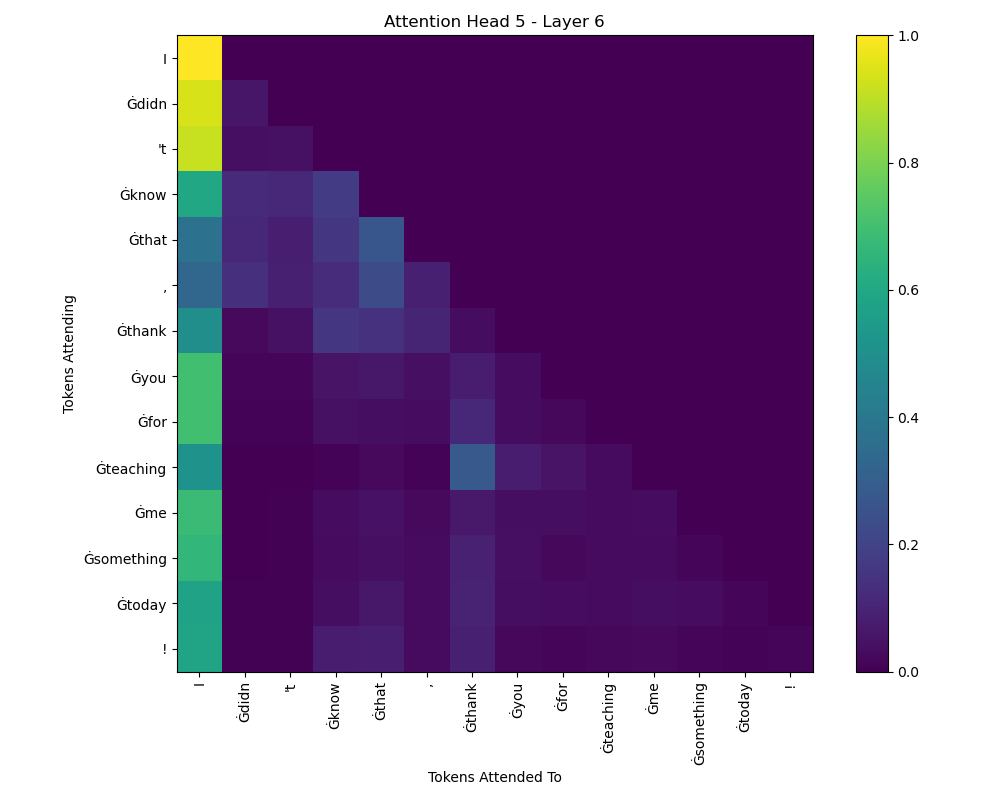 Attention Head 5 - Layer 6
Tokens Attending
I
Ġdidn
't
Ġknow
Ġthat
,
Ġthank
Ġyou
Ġfor
Ġteaching
Ġme
Ġsomething
Ġtoday
!
I
Ġdidn
't
Ġknow
Ġthat
,
Ġthank
Ġyou
Ġfor
Ġteaching
Ġme
Ġsomething
Ġtoday
!
Tokens Attended To
1.0
0.8
0.6
0.4
0.2
0.0